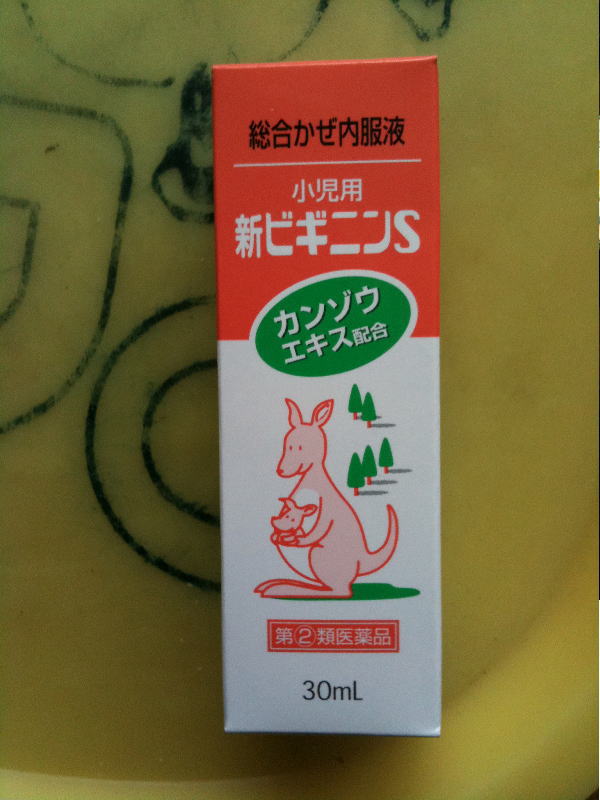 総合かぜ内服液
小児用
新ビギニンS
カンゾウ
エキス配合
第②類医薬品
30mL